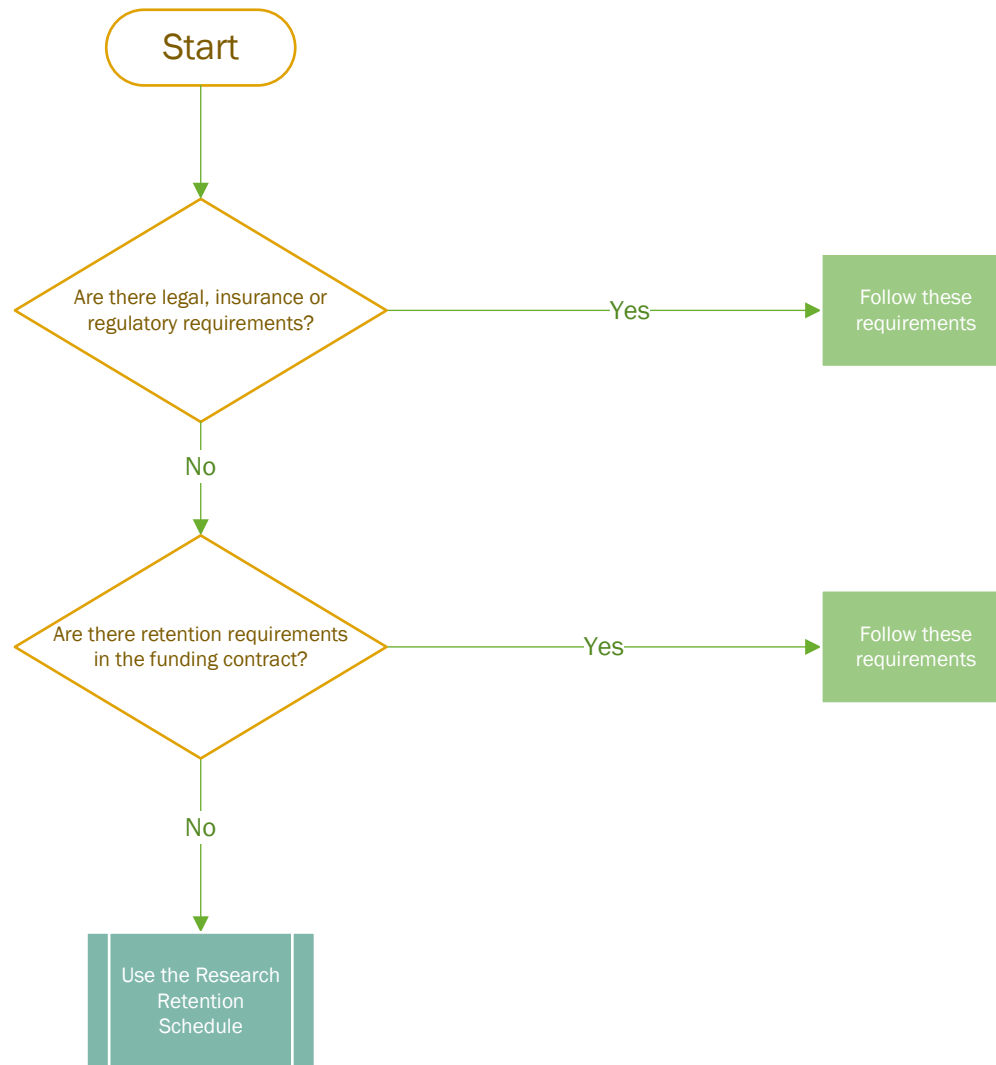 Start
Are there legal, insurance or
regulatory requirements?
Yes
Follow these
requirements
No
Are there retention requirements
in the funding contract?
Yes
Follow these
requirements
No
Use the Research
Retention
Schedule